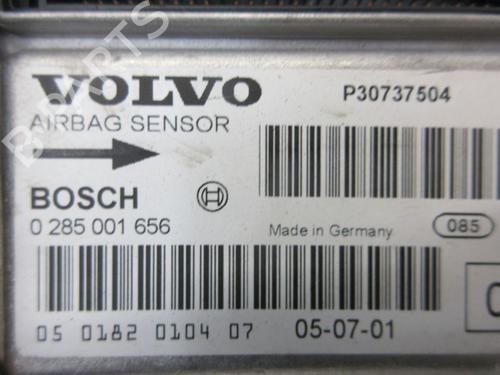 VOLVO
P30737504
AIRBAG SENSOR
BOSCH
0 285 001 656
Made in Germany
085
05 0182 0104 07
05-07-01